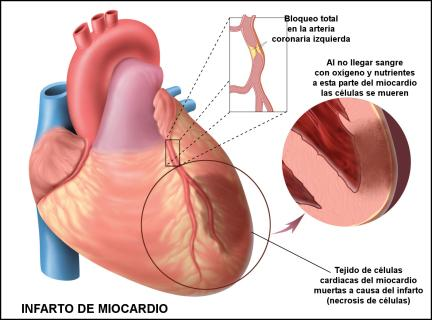 Bloqueo total
en la arteria
coronaria izquierda
Al no llegar sangre
con oxígeno y nutrientes
a esta parte del miocardio
las células se mueren
Tejido de células
cardiacas del miocardio
muertas a causa del infarto
(necrosis de células)
INFARTO DE MIOCARDIO